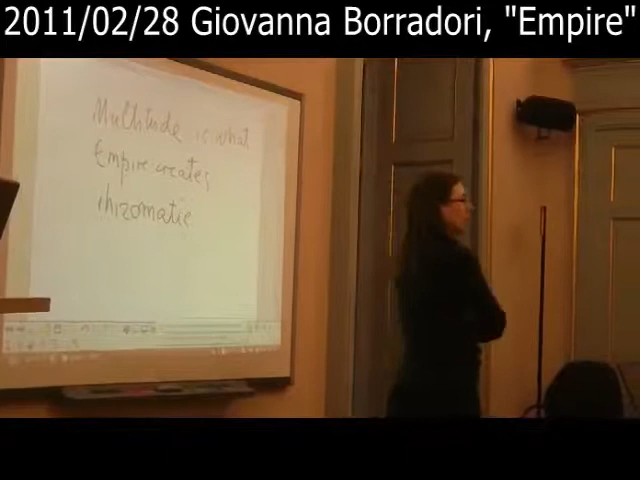 2011/02/28 Giovanna Borradori, "Empire"
Multitude is what
Empire creates
rhizomatic